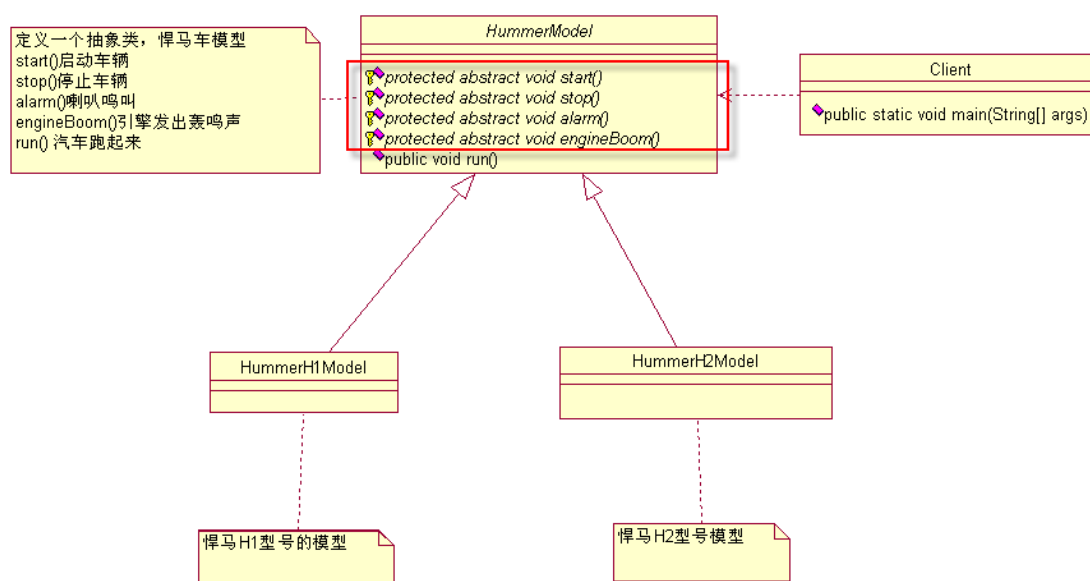 定义一个抽象类，悍马车模型
start()启动车辆
stop()停止车辆
alarm()喇叭鸣叫
engineBoom()引擎发出轰鸣声
run() 汽车跑起来
HummerModel
protected abstract void start()
protected abstract void stop()
protected abstract void alarm()
protected abstract void engineBoom()
public void run()
Client
public static void main(String[] args)
HummerH1Model
HummerH2Model
悍马H1型号的模型
悍马H2型号模型